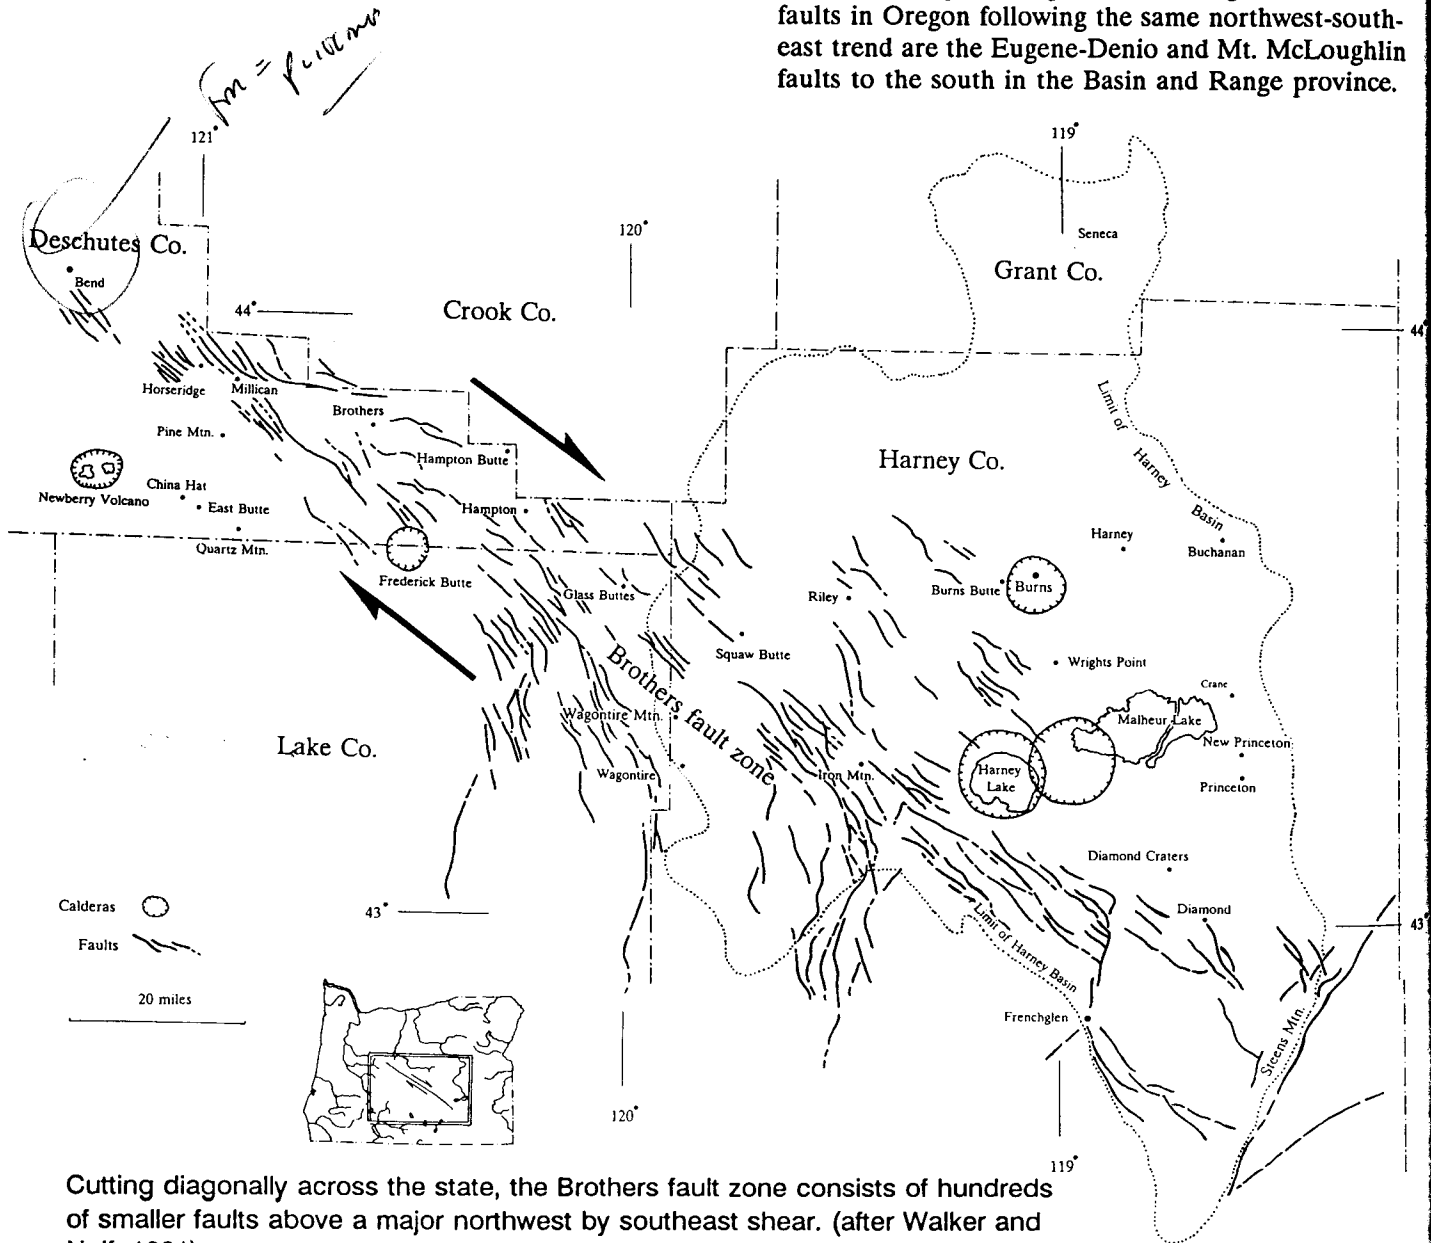 faults in Oregon following the same northwest-south-
east trend are the Eugene-Denio and Mt. McLoughlin
faults to the south in the Basin and Range province.
Fm =
121°
119°
120°
Seneca
Deschutes Co.
Bend
Grant Co.
44°
Crook Co.
44°
Horseridge
Millican
Brothers
Pine Mtn.
Hampton Butte
Limit of
Harney
Basin
Harney Co.
China Hat
Newberry Volcano
East Butte
Hampton
Quartz Mtn.
Harney
Buchanan
Frederick Butte
Glass Buttes
Riley
Burns Butte
Burns
Squaw Butte
Wrights Point
Brothers fault zone
Crane
Wagontire Mtn.
Malheur Lake
Lake Co.
New Princeton
Wagontire
Iron Mtn.
Harney
Lake
Princeton
Diamond Craters
Calderas
43°
Diamond
43°
Faults
Limit of Harney Basin
20 miles
Frenchglen
Steens Mtn.
120°
119°
Cutting diagonally across the state, the Brothers fault zone consists of hundreds
of smaller faults above a major northwest by southeast shear. (after Walker and